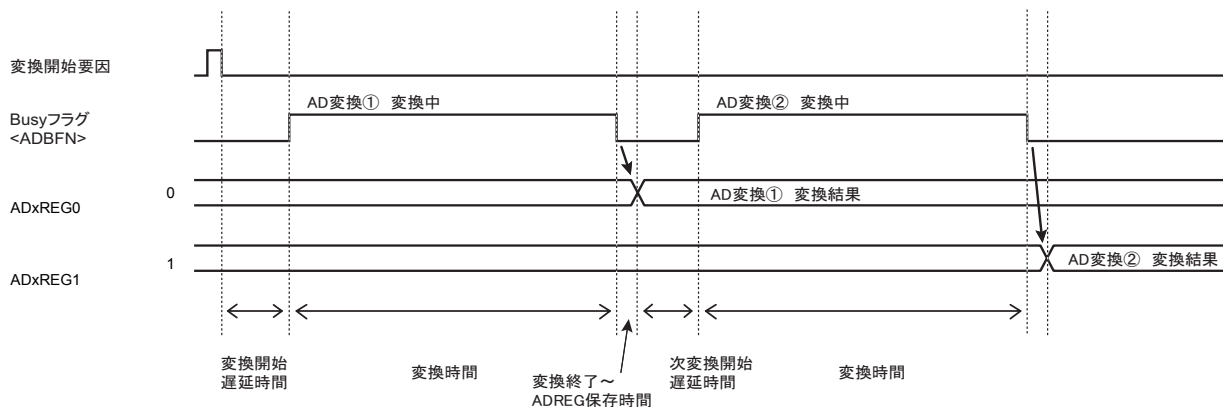 変換開始要因
Busyフラグ
<ADBFN>
AD変換① 変換中
AD変換② 変換中
ADxREG0
0
AD変換① 変換結果
ADxREG1
1
AD変換② 変換結果
変換開始
遅延時間
変換時間
変換終了～
ADREG保存時間
次変換開始
遅延時間
変換時間